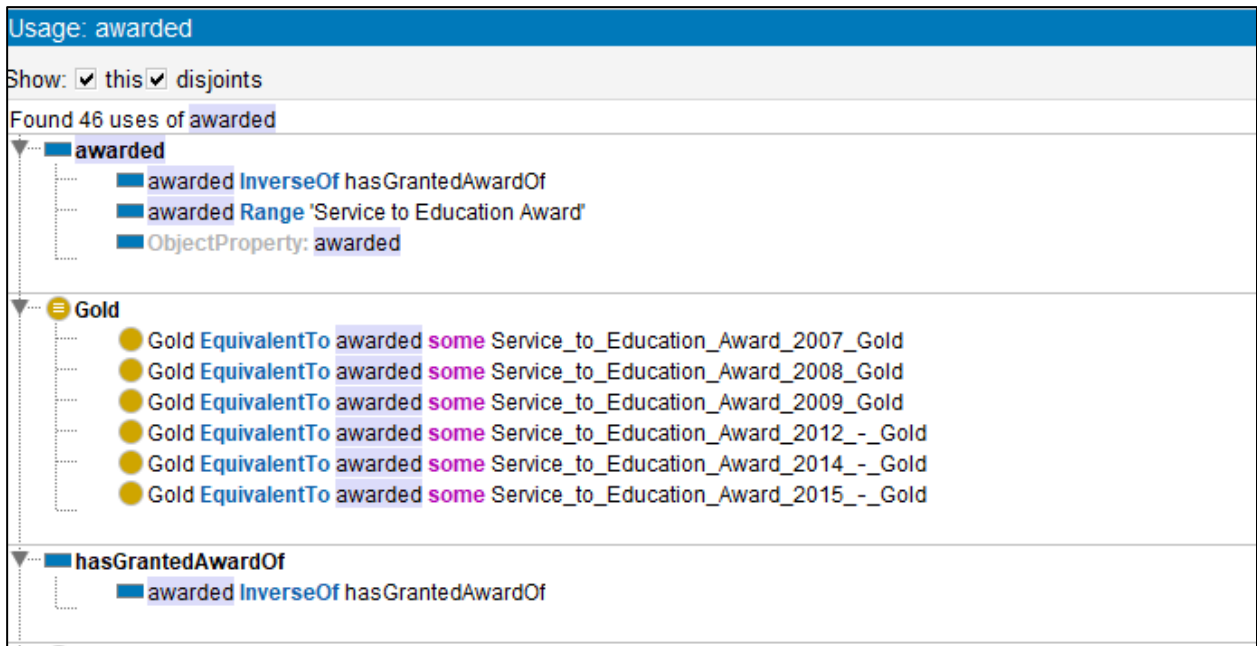 Usage: awarded
Show: this disjoints
Found 46 uses of awarded
awarded
awarded InverseOf hasGrantedAwardOf
awarded Range 'Service to Education Award'
ObjectProperty: awarded
Gold
Gold EquivalentTo awarded some Service_to_Education_Award_2007_Gold
Gold EquivalentTo awarded some Service_to_Education_Award_2008_Gold
Gold EquivalentTo awarded some Service_to_Education_Award_2009_Gold
Gold EquivalentTo awarded some Service_to_Education_Award_2012_-_Gold
Gold EquivalentTo awarded some Service_to_Education_Award_2014_-_Gold
Gold EquivalentTo awarded some Service_to_Education_Award_2015_-_Gold
hasGrantedAwardOf
awarded InverseOf hasGrantedAwardOf